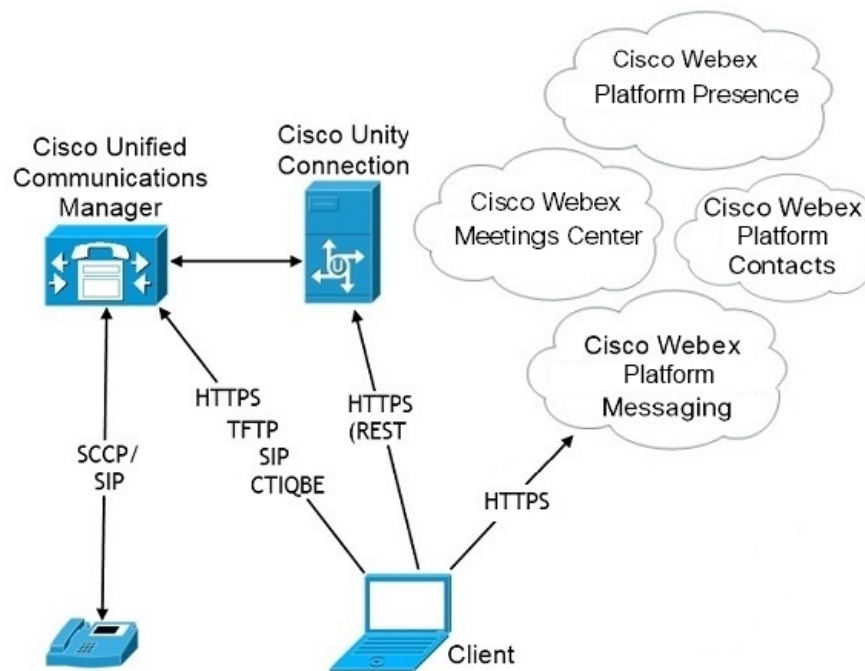 Cisco Webex
Platform Presence
Cisco Unity
Connection
Cisco Unified
Communications
Manager
Cisco Webex
Meetings Center
Cisco Webex
Platform
Contacts
U
Cisco Webex
Platform
Messaging
HTTPS
TFTP
SIP
CTIQBE
HTTPS
(REST
SCCP/
SIP
HTTPS
Client